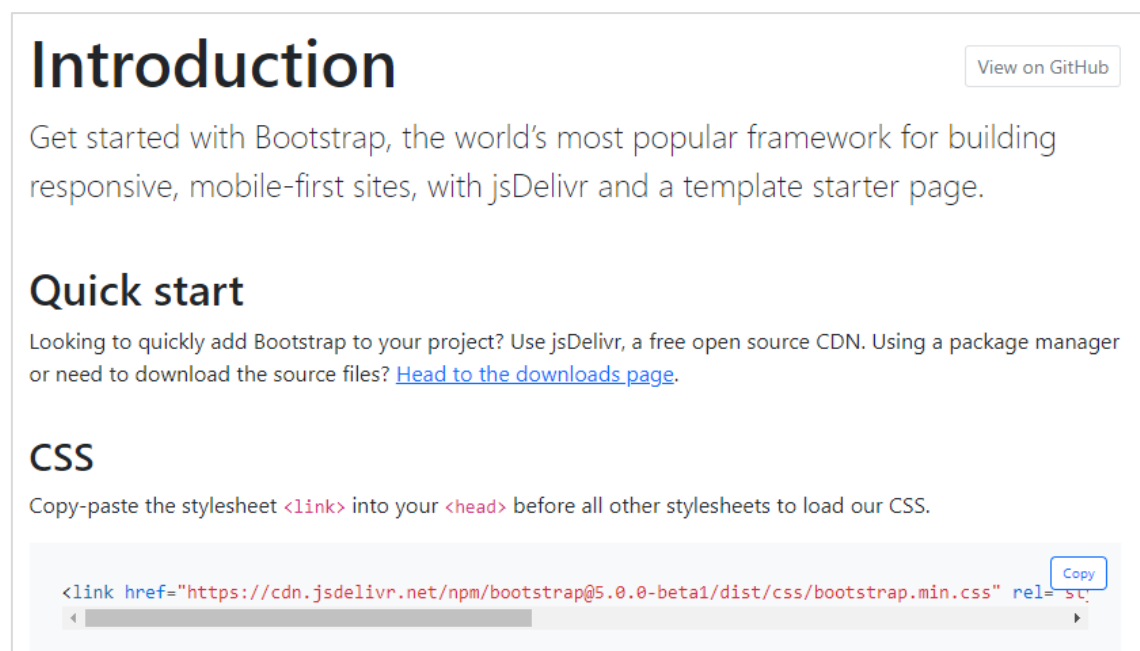 Introduction
View on GitHub
Get started with Bootstrap, the world’s most popular framework for building
responsive, mobile-first sites, with jsDelivr and a template starter page.
Quick start
Looking to quickly add Bootstrap to your project? Use jsDelivr, a free open source CDN. Using a package manager
or need to download the source files? Head to the downloads page.
CSS
Copy-paste the stylesheet <link> into your <head> before all other stylesheets to load our CSS.
Copy
<link href="https://cdn.jsdelivr.net/npm/bootstrap@5.0.0-beta1/dist/css/bootstrap.min.css" rel=